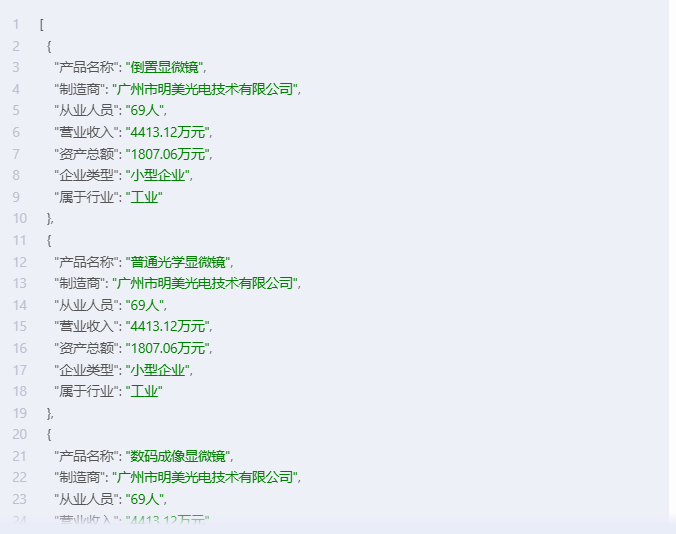 1 [
2 {
3 "产品名称": "倒置显微镜",
4 "制造商": "广州市明美光电技术有限公司",
5 "从业人员": "69人",
6 "营业收入": "4413.12万元",
7 "资产总额": "1807.06万元",
8 "企业类型": "小型企业",
9 "属于行业": "工业"
10 },
11 {
12 "产品名称": "普通光学显微镜",
13 "制造商": "广州市明美光电技术有限公司",
14 "从业人员": "69人",
15 "营业收入": "4413.12万元",
16 "资产总额": "1807.06万元",
17 "企业类型": "小型企业",
18 "属于行业": "工业"
19 },
20 {
21 "产品名称": "数码成像显微镜",
22 "制造商": "广州市明美光电技术有限公司",
23 "从业人员": "69人",
24 "营业收入": "4413.12万元"